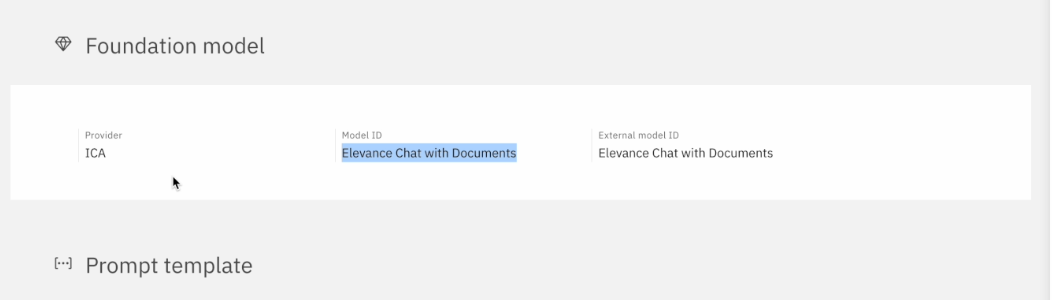 Foundation model
Provider
Model ID
External model ID
ICA
Elevance Chat with Documents
Elevance Chat with Documents
Prompt template